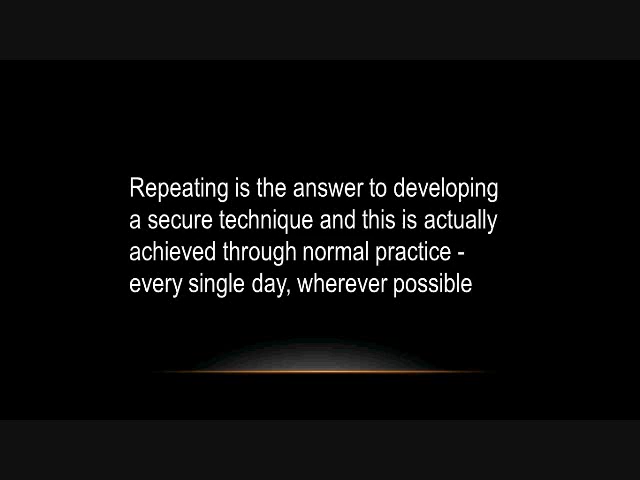 Repeating is the answer to developing
a secure technique and this is actually
achieved through normal practice -
every single day, wherever possible